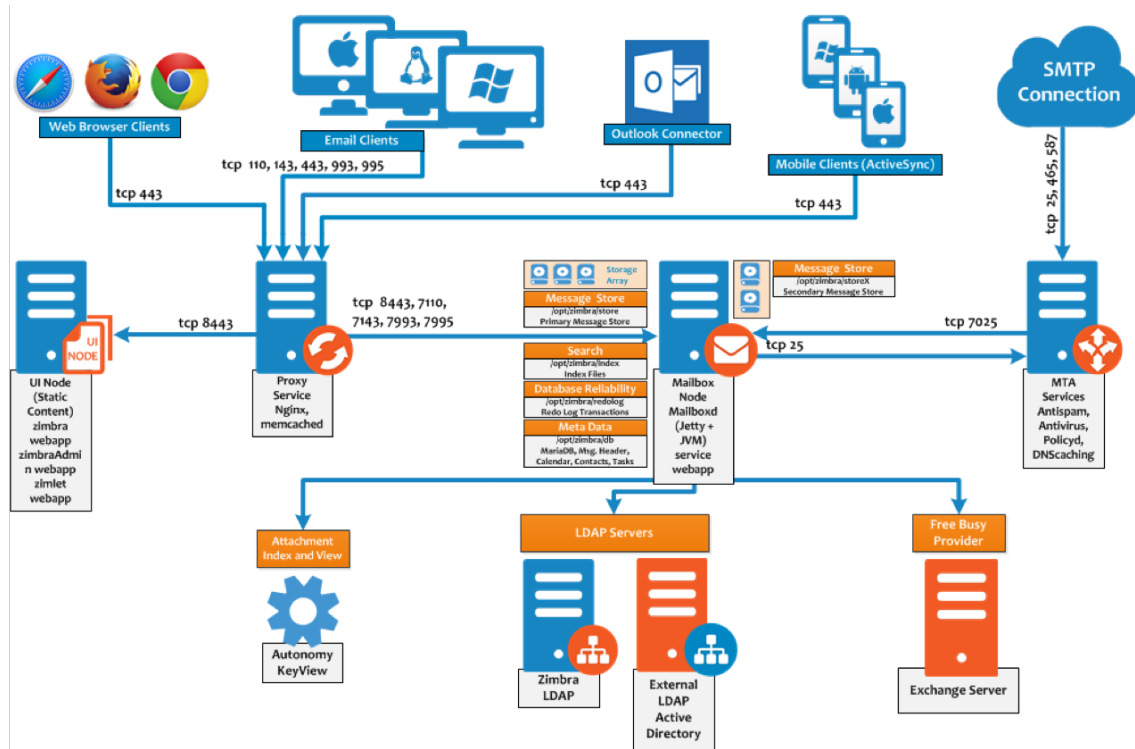 SMTP
Connection
Web Browser Clients
Email Clients
Outlook Connector
Mobile Clients (ActiveSync)
tcp 110, 143, 443, 993, 995
tcp 443
tcp 443
tcp 443
tcp 25, 465, 587
Storage
Array
Message Store
/opt/zimbra/store
Primary Message Store
Message Store
/opt/zimbra/storeX
Secondary Message Store
tcp 8443
tcp 8443, 7110,
7143, 7993, 7995
tcp 7025
tcp 25
UI
NODE
Search
/opt/zimbra/index
Index Files
Database Reliability
/opt/zimbra/redolog
Redo Log Transactions
Meta Data
/opt/zimbra/db
MariaDB, Msg. Header,
Calendar, Contacts, Tasks
UI Node
(Static
Content)
zimbra
webapp
zimbraAdmi
n webapp
zimlet
webapp
Proxy
Service
Nginx,
memcached
Mailbox
Node
Mailboxd
(Jetty +
JVM)
service
webapp
MTA
Services
Antispam,
Antivirus,
Policyd,
DNScaching
Attachment
Index and View
LDAP Servers
Free Busy
Provider
Autonomy
KeyView
Zimbra
LDAP
External
LDAP
Active
Directory
Exchange Server